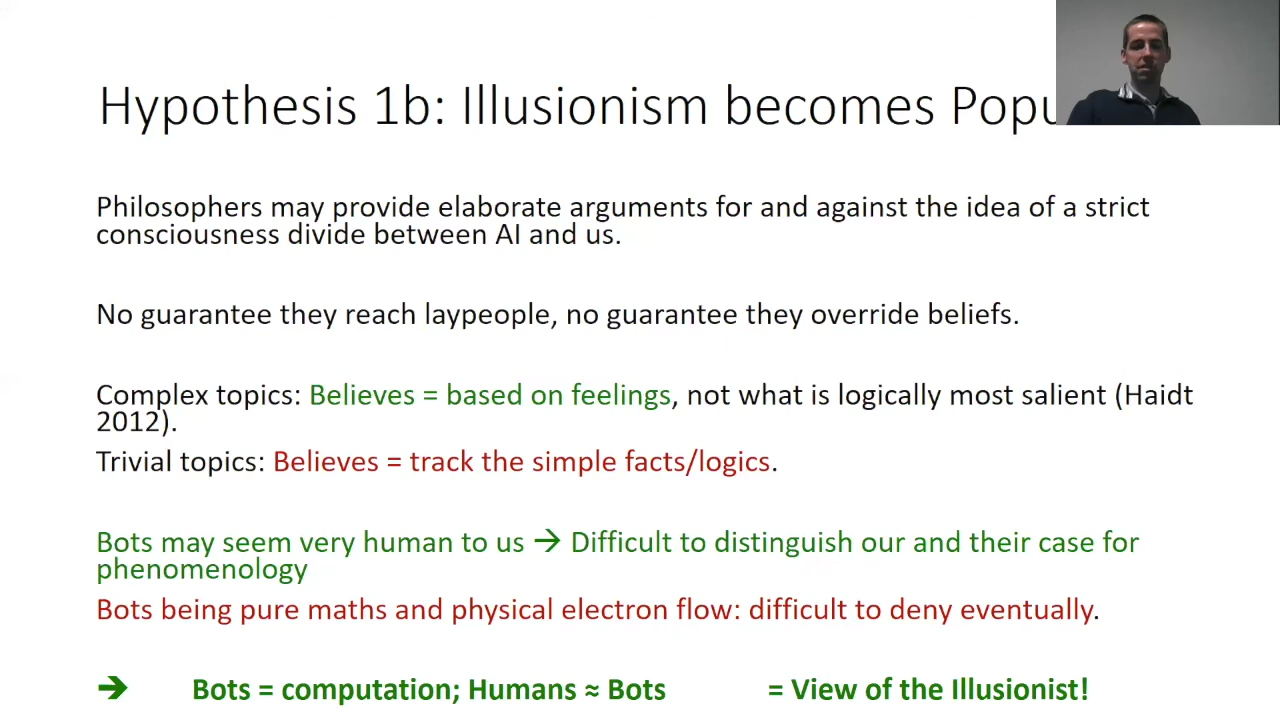 Hypothesis 1b: Illusionism becomes
Philosophers may provide elaborate arguments for and against the idea of a strict
consciousness divide between AI and us.
No guarantee they reach laypeople, no guarantee they override beliefs.
Complex topics: Believes = based on feelings, not what is logically most salient (Haidt
2012).
Trivial topics: Believes = track the simple facts/logics.
Bots may seem very human to us → Difficult to distinguish our and their case for
phenomenology
Bots being pure maths and physical electron flow: difficult to deny eventually.
→ Bots = computation; Humans ≈ Bots = View of the Illusionist!